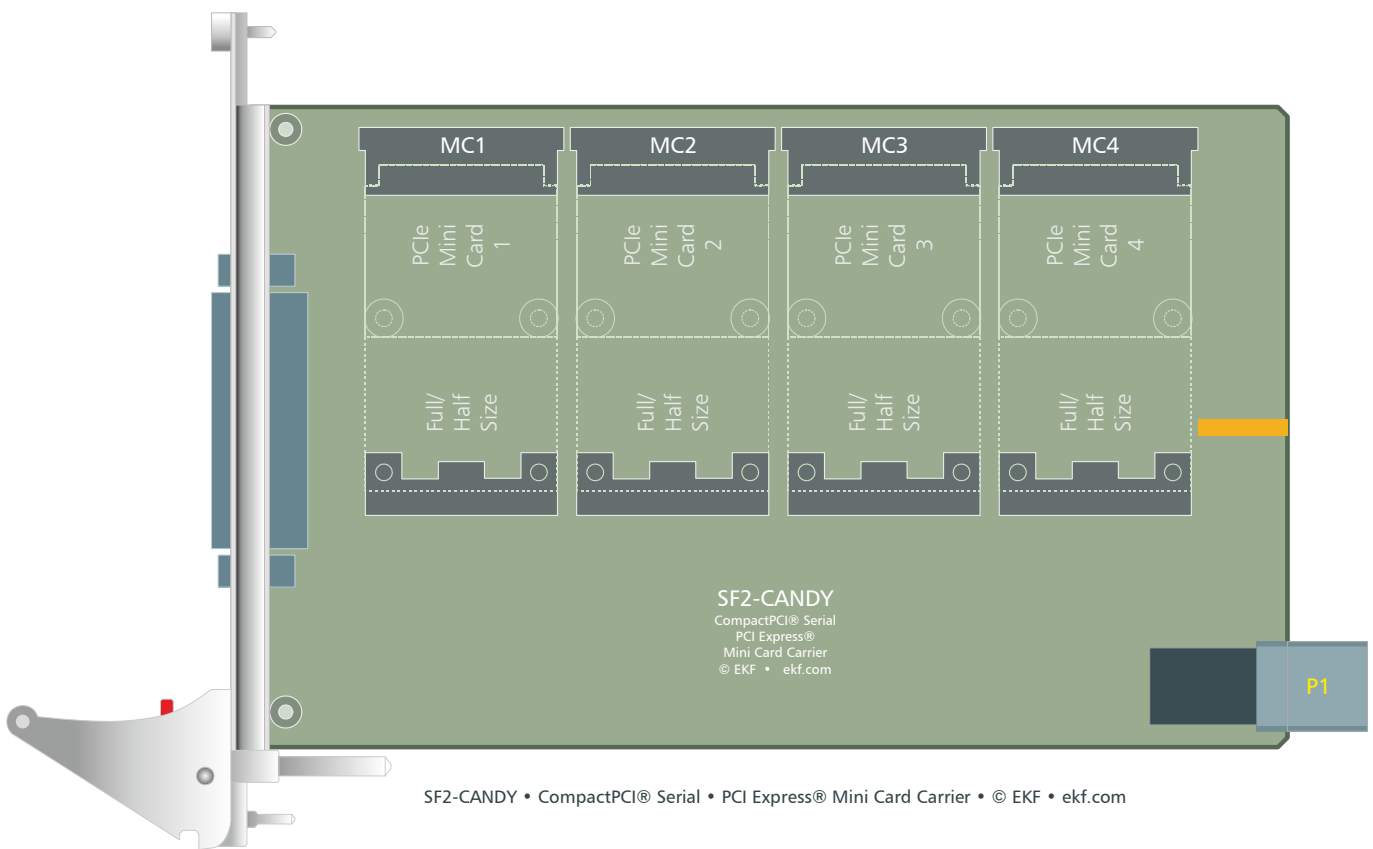 MC1
MC2
MC3
MC4
PCIe
Mini
Card
1
PCIe
Mini
Card
2
PCIe
Mini
Card
3
PCIe
Mini
Card
4
Full/
Half
Size
Full/
Half
Size
Full/
Half
Size
Full/
Half
Size
SF2-CANDY
CompactPCI® Serial
PCI Express®
Mini Card Carrier
© EKF • ekf.com
P1
SF2-CANDY • CompactPCI® Serial • PCI Express® Mini Card Carrier • © EKF • ekf.com